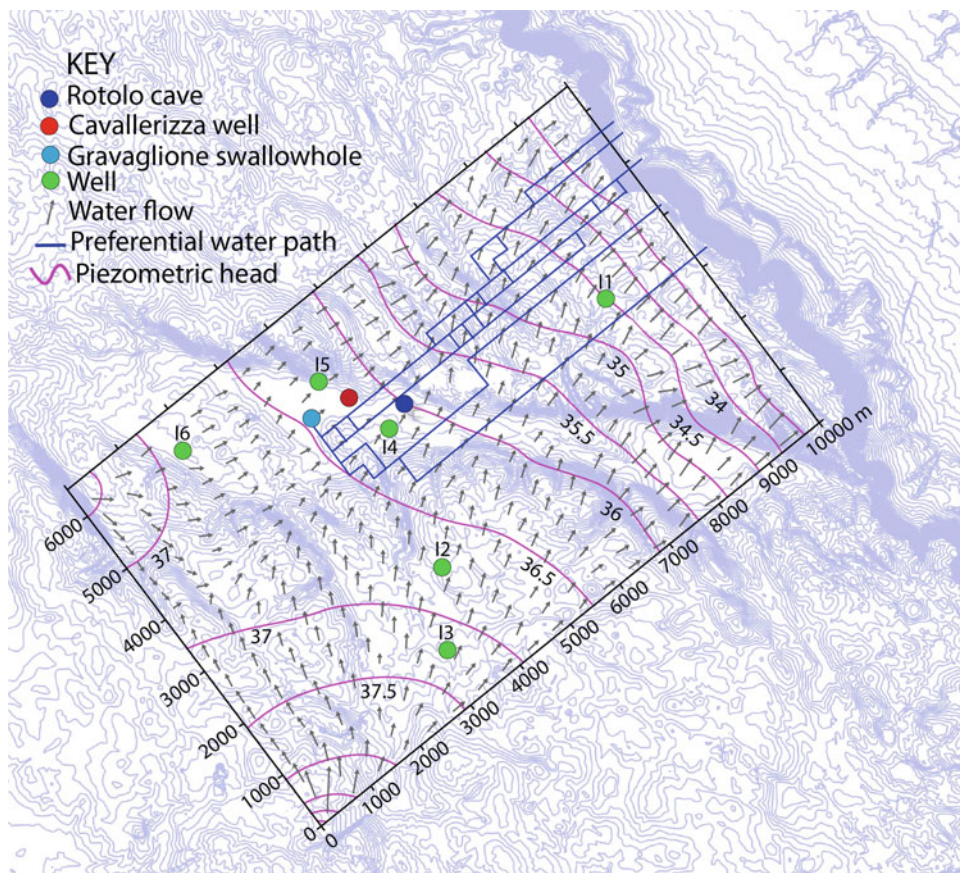 KEY
Rotolo cave
Cavallerizza well
Gravaglione swallowhole
Well
Water flow
Preferential water path
Piezometric head
I1
I5
35
34
I6
I4
35.5
34.5
10000 m
9000
6000
36
8000
37
I2
36.5
7000
5000
6000
4000
37
I3
5000
3000
37.5
4000
2000
3000
1000
2000
1000
0
0